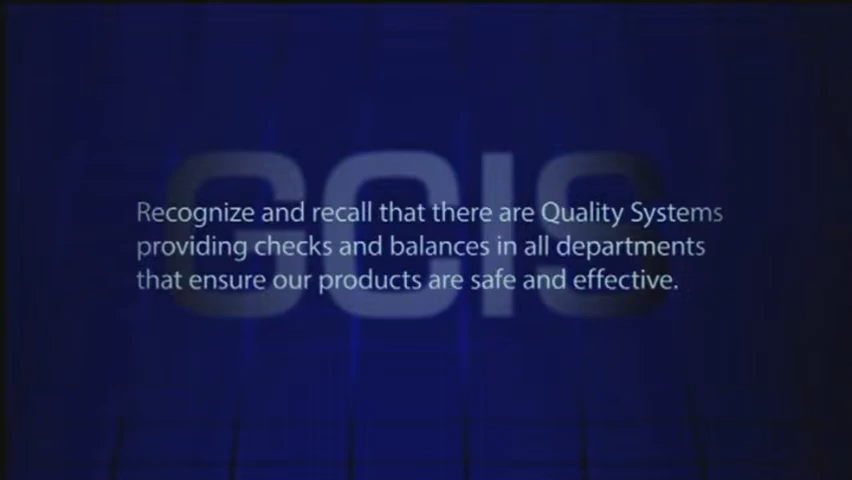 GCIS
Recognize and recall that there are Quality Systems
providing checks and balances in all departments
that ensure our products are safe and effective.